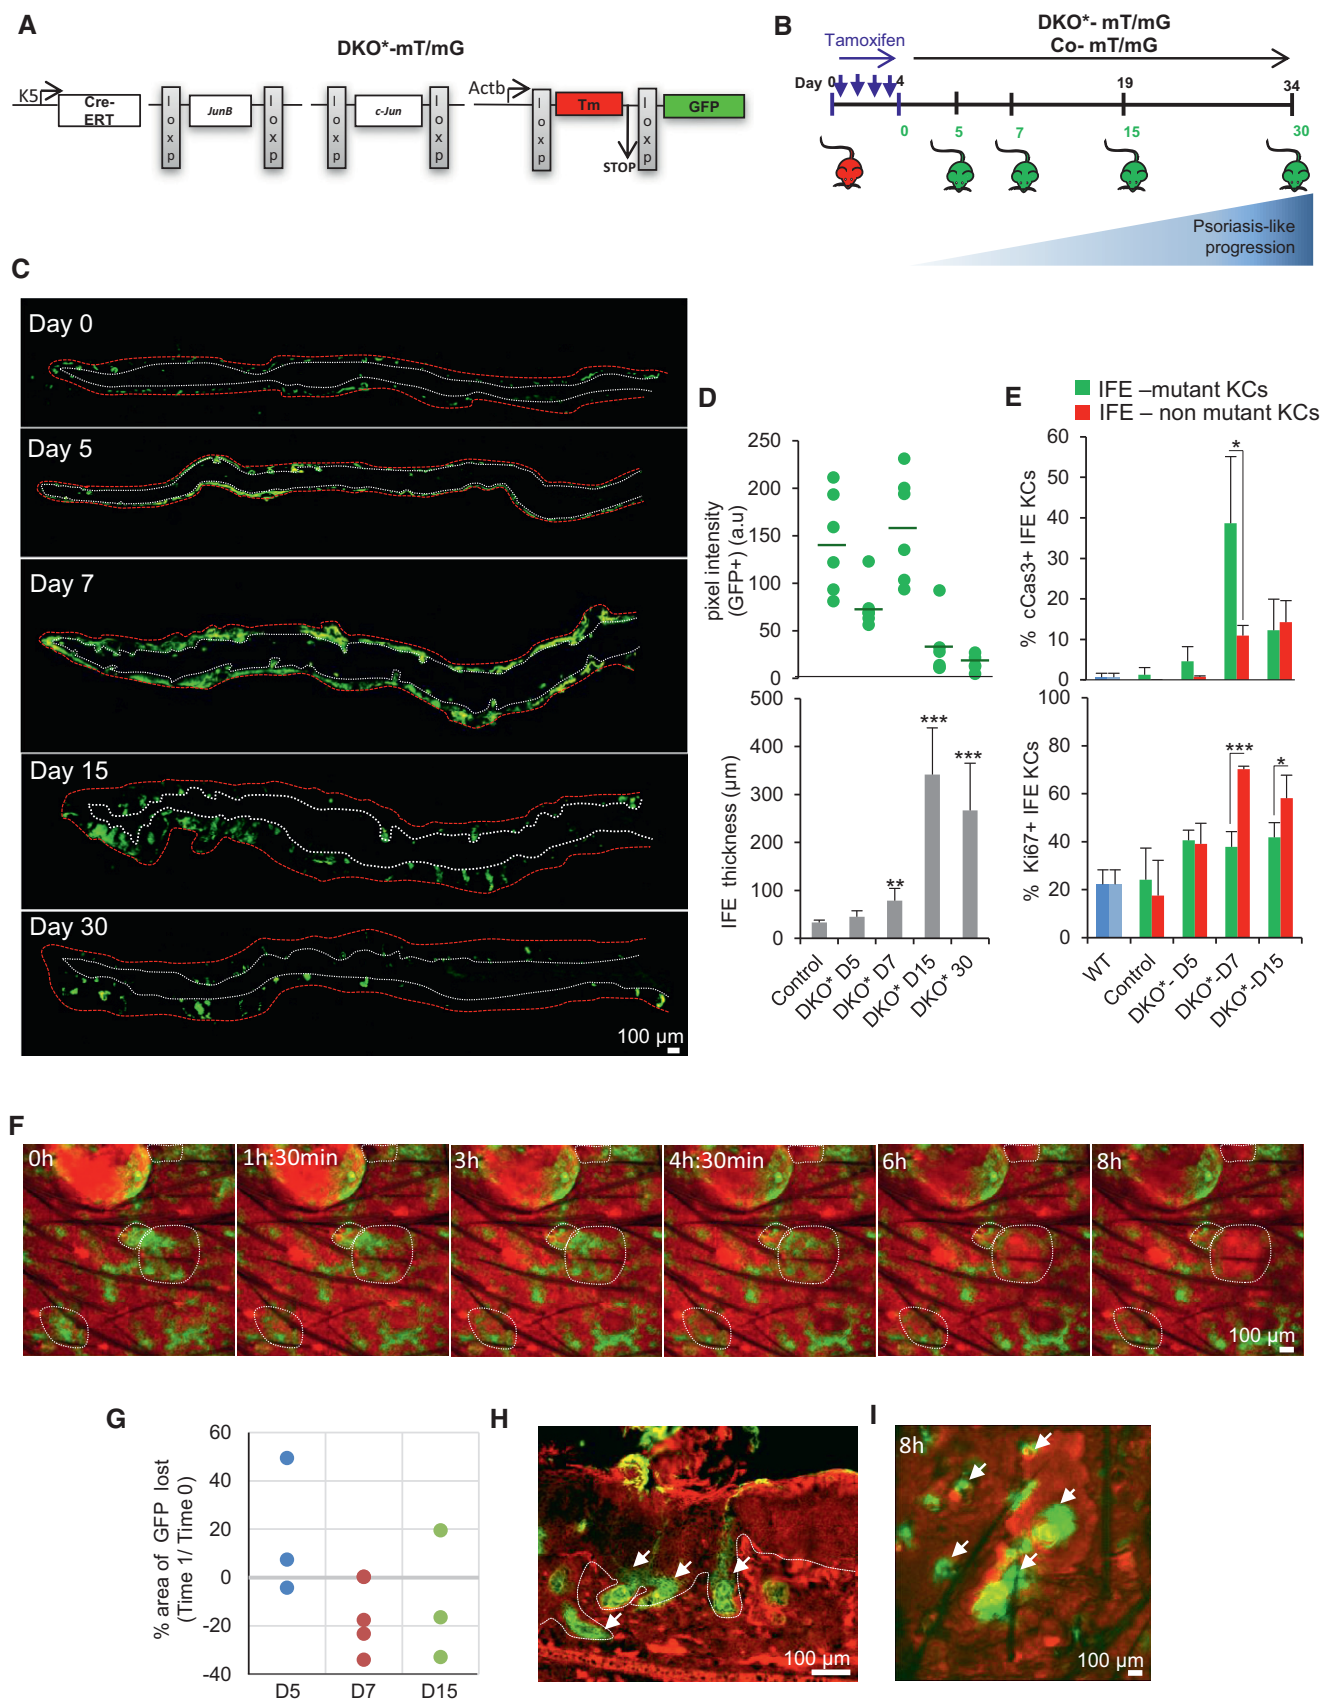 A
DKO*-mT/mG
K5
Cre-
ERT
loxp
JunB
loxp
loxp
c-Jun
loxp
Actb
loxp
Tm
STOP
loxp
GFP
B
DKO*- mT/mG
Co- mT/mG
Tamoxifen
Day 0 4 19 34
0 5 7 15 30
Psoriasis-like
progression
C
Day 0
Day 5
Day 7
Day 15
Day 30
100 µm
D
pixel intensity
(GFP+) (a.u)
250
200
150
100
50
0
IFE thickness (µm)
500
400
300
200
100
0
**
***
***
Control
DKO* D5
DKO* D7
DKO* D15
DKO* 30
E
IFE –mutant KCs
IFE – non mutant KCs
% cCas3+ IFE KCs
60
50
40
30
20
10
0
*
% Ki67+ IFE KCs
100
80
60
40
20
0
***
*
WT
Control
DKO*- D5
DKO*-D7
DKO*-D15
F
0h
1h:30min
3h
4h:30min
6h
8h
100 µm
G
% area of GFP lost
(Time 1/ Time 0)
60
40
20
0
-20
-40
D5
D7
D15
H
100 µm
I
8h
100 µm